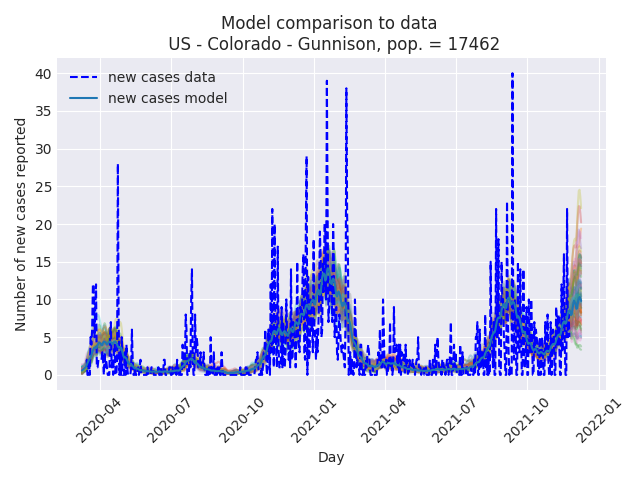 Model comparison to data
US - Colorado - Gunnison, pop. = 17462
new cases data
new cases model
Number of new cases reported
40
35
30
25
20
15
10
5
0
2020-04
2020-07
2020-10
2021-01
2021-04
2021-07
2021-10
2022-01
Day